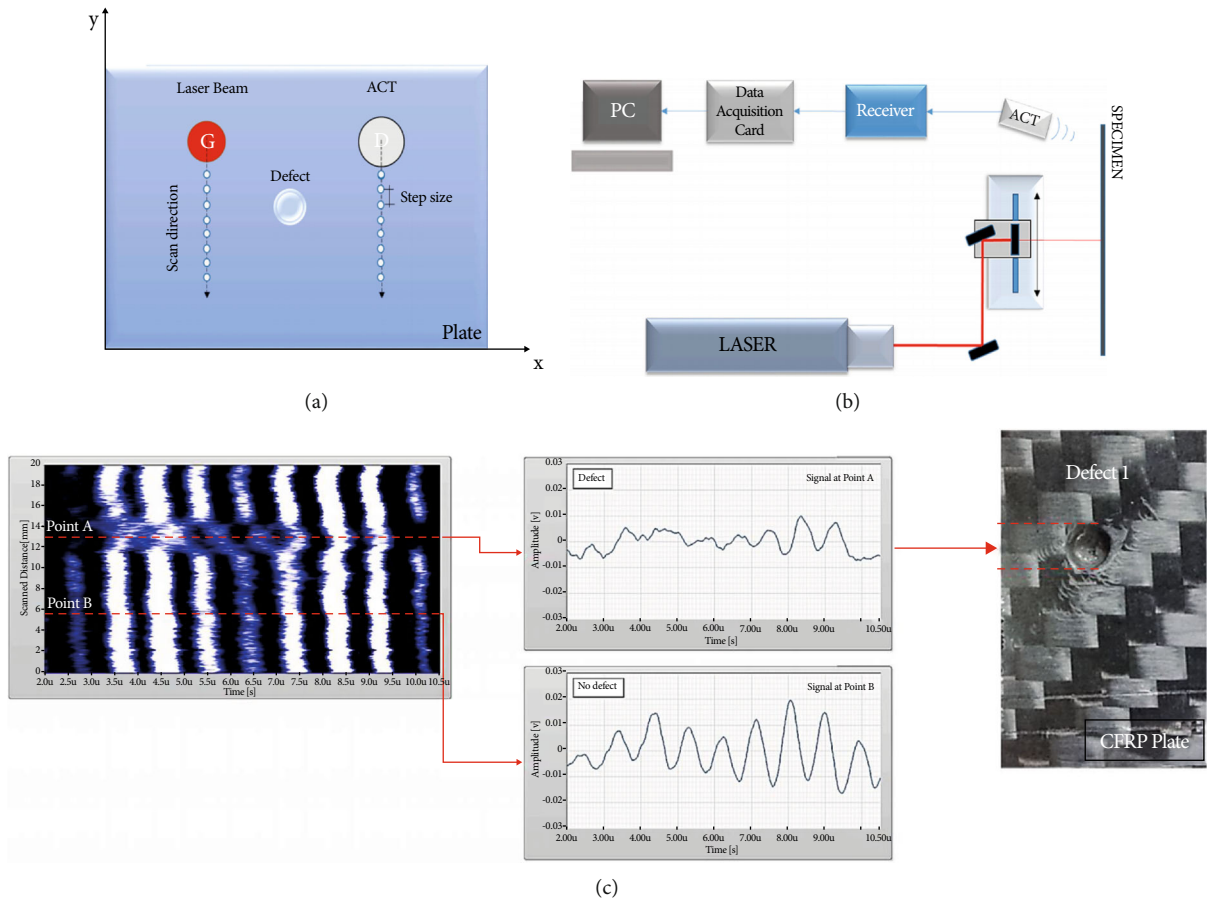 y
Laser Beam
ACT
G
D
Defect
Step size
Scan direction
Plate
x
(a)
PC
Data
Acquisition
Card
Receiver
ACT
SPECIMEN
LASER
(b)
Scanned Distance[mm]
20
18
16
14
12
10
8
6
4
2
0
Point A
Point B
2.0u 2.5u 3.0u 3.5u 4.0u 4.5u 5.0u 5.5u 6.0u 6.5u 7.0u 7.5u 8.0u 8.5u 9.0u 9.5u 10.0u 10.5u
Time [s]
Defect
Signal at Point A
Amplitude [v]
0.03
0.02
0.01
0
-0.01
-0.02
-0.03
2.00u 3.00u 4.00u 5.00u 6.00u 7.00u 8.00u 9.00u 10.50u
Time [s]
No defect
Signal at Point B
Amplitude [v]
0.03
0.02
0.01
0
-0.01
-0.02
-0.03
2.00u 3.00u 4.00u 5.00u 6.00u 7.00u 8.00u 9.00u 10.50u
Time [s]
Defect 1
CFRP Plate
(c)